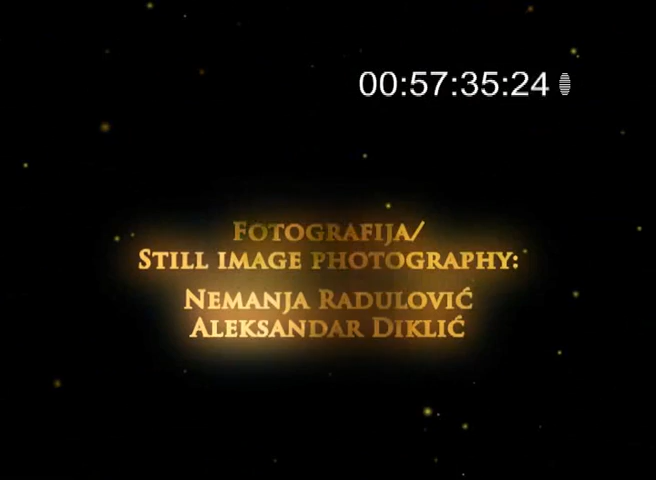 00:57:35:24
FOTOGRAFIJA/
STILL IMAGE PHOTOGRAPHY:
NEMANJA RADULOVIĆ
ALEKSANDAR DIKLIĆ